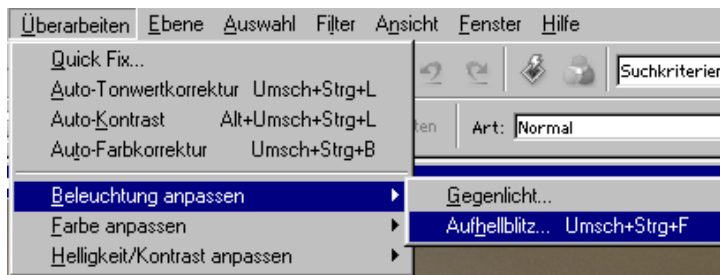 Überarbeiten Ebene Auswahl Filter Ansicht Fenster Hilfe
Quick Fix...
Suchkriterien
Auto-Tonwertkorrektur Umsch+Strg+L
Auto-Kontrast Alt+Umsch+Strg+L
Art: Normal
Auto-Farbkorrektur Umsch+Strg+B
Beleuchtung anpassen
Gegenlicht...
Farbe anpassen
Aufhellblitz... Umsch+Strg+F
Helligkeit/Kontrast anpassen